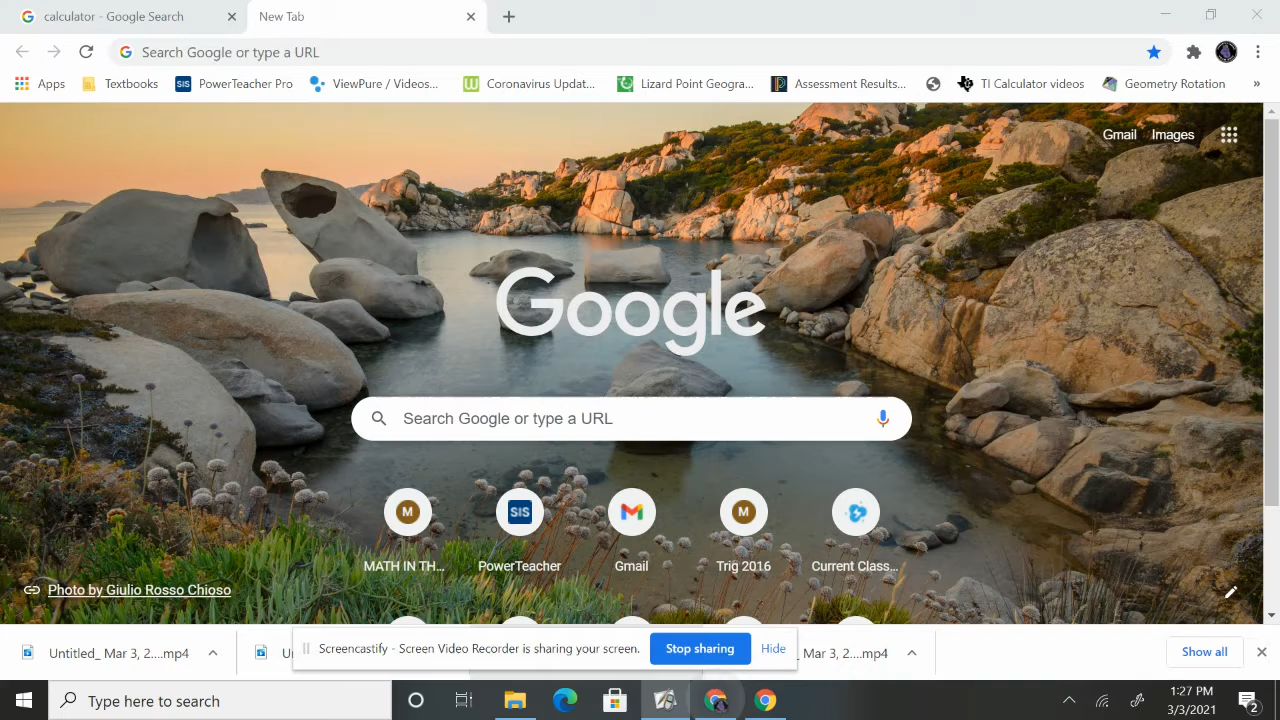 calculator - Google Search
New Tab
Search Google or type a URL
Apps
Textbooks
SIS PowerTeacher Pro
ViewPure / Videos...
Coronavirus Updat...
Lizard Point Geogra...
Assessment Results...
TI Calculator videos
Geometry Rotation
»
Gmail Images
Google
Search Google or type a URL
M
SIS
M
MATH IN TH...
PowerTeacher
Gmail
Trig 2016
Current Class...
Photo by Giulio Rosso Chioso
Untitled_ Mar 3, 2....mp4
Un
Screencastify - Screen Video Recorder is sharing your screen.
Stop sharing
Hide
_ Mar 3, 2....mp4
Show all
Type here to search
1:27 PM
3/3/2021
2